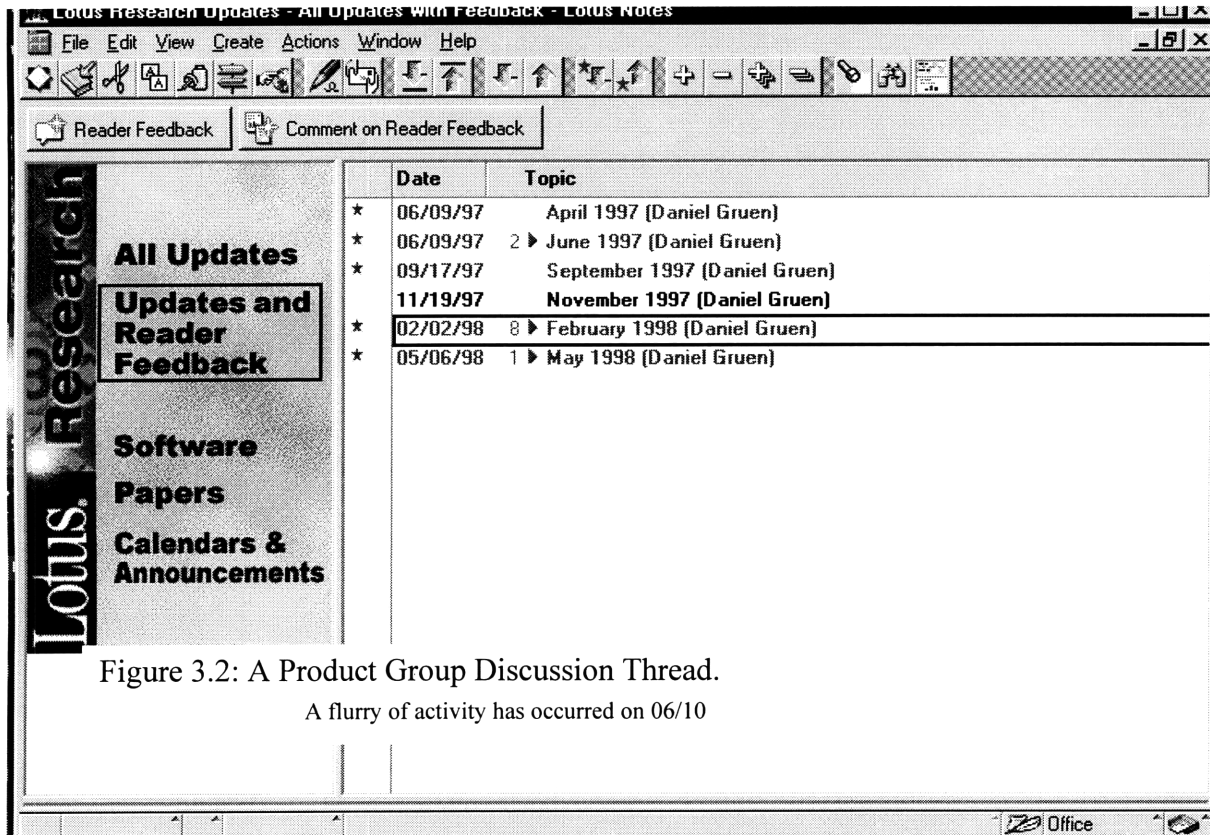 Lotus Research Updates - All Updates With Feedback - Lotus Notes
File Edit View Create Actions Window Help
Reader Feedback Comment on Reader Feedback
Lotus. Research
All Updates
Updates and
Reader
Feedback
Software
Papers
Calendars &
Announcements
Date Topic
★ 06/09/97 April 1997 (Daniel Gruen)
★ 06/09/97 2 June 1997 (Daniel Gruen)
★ 09/17/97 September 1997 (Daniel Gruen)
11/19/97 November 1997 (Daniel Gruen)
★ 02/02/98 8 February 1998 (Daniel Gruen)
★ 05/06/98 1 May 1998 (Daniel Gruen)
Figure 3.2: A Product Group Discussion Thread.
A flurry of activity has occurred on 06/10
Office